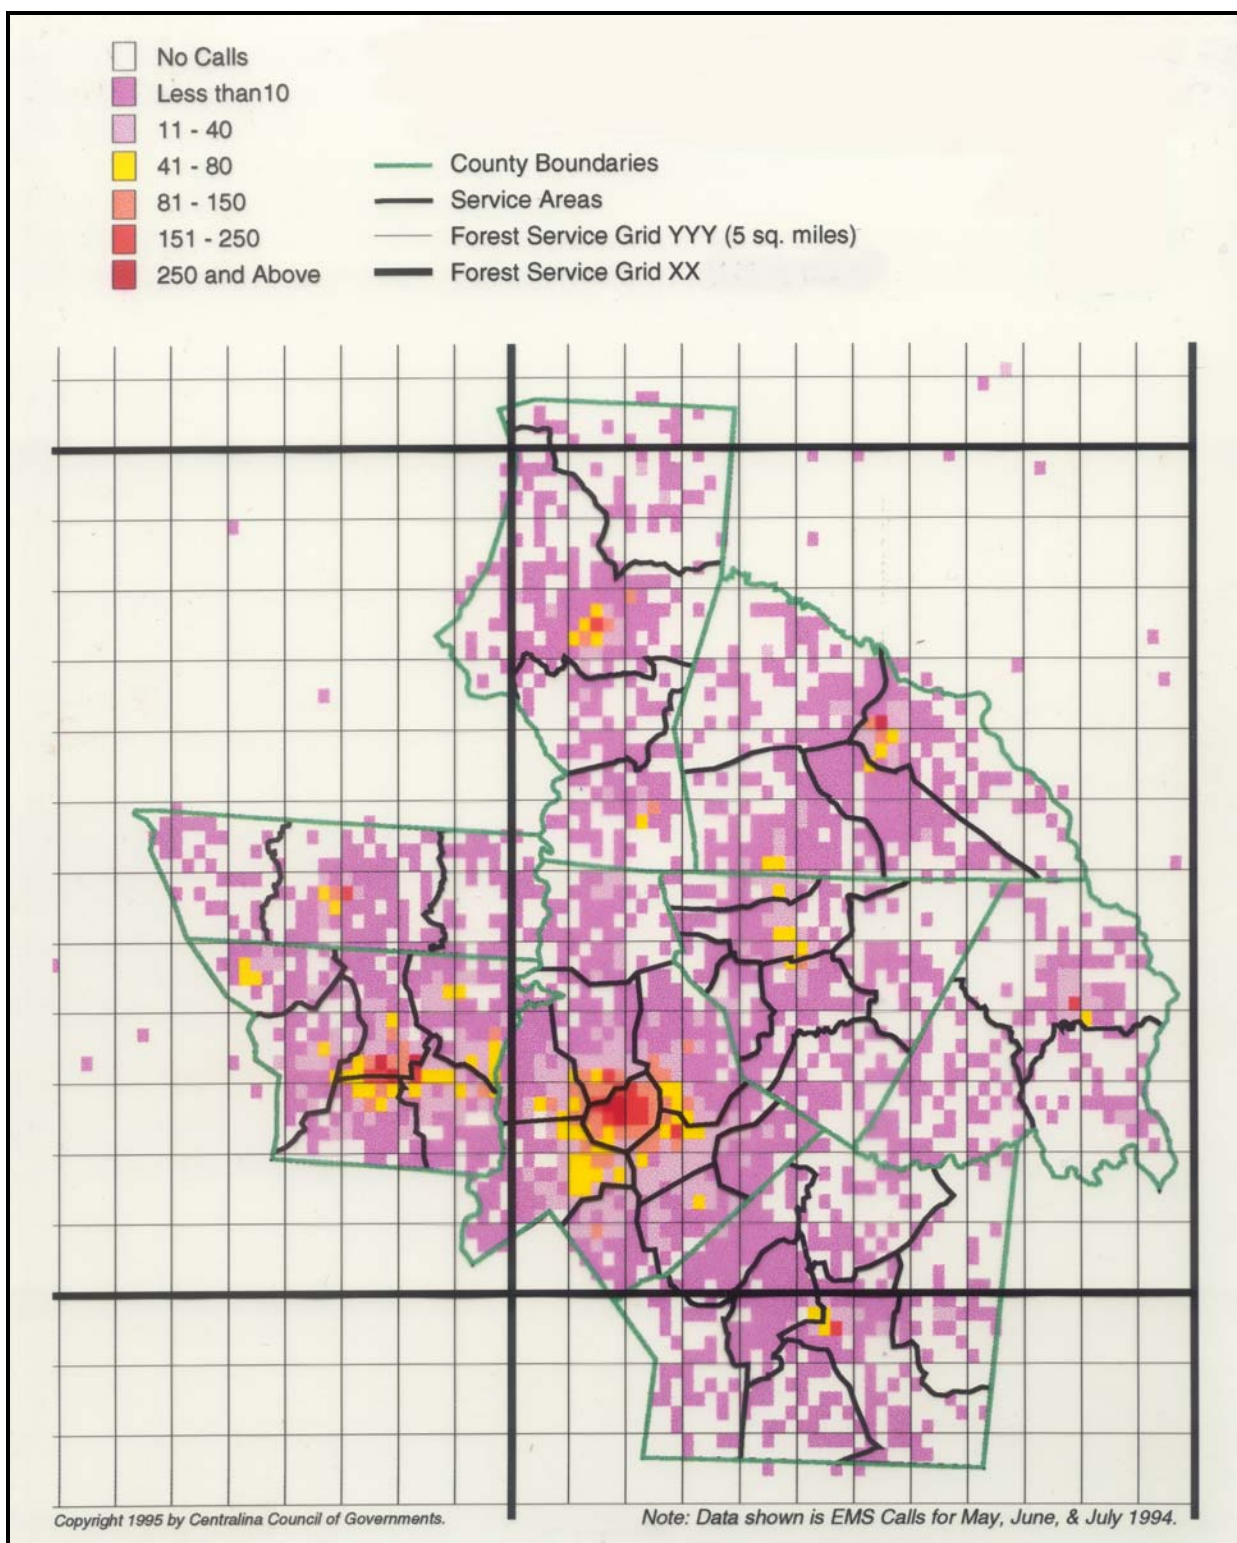 No Calls
Less than10
11 - 40
41 - 80
81 - 150
151 - 250
250 and Above
County Boundaries
Service Areas
Forest Service Grid YYY (5 sq. miles)
Forest Service Grid XX
Copyright 1995 by Centralina Council of Governments.
Note: Data shown is EMS Calls for May, June, & July 1994.